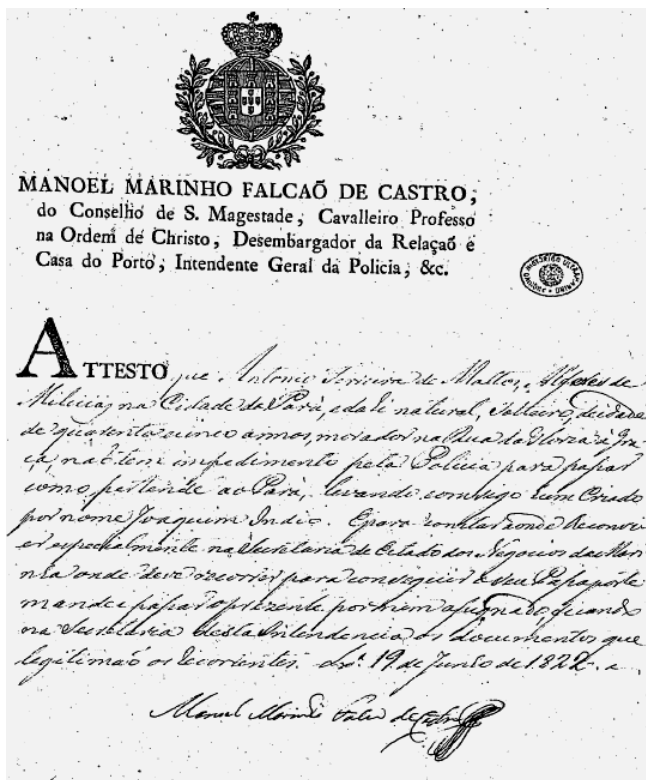 MANOEL MARINHO FALCAÕ DE CASTRO,
do Conselho de S. Magestade, Cavalleiro Professo
na Ordem de Christo, Desembargador da Relaçaõ e
Casa do Porto, Intendente Geral da Policia, &c.
ATTESTO que Antonio Ferreira de Mattos, Alferes de
Milicias, na Cidade do Pará, e dali natural, Solteiro, de idade
de quarenta e cinco annos, morador na Rua da Gloria á Gra
ça, naõ tem impedimento pela Policia para passar
como pertende ao Pará, levando comsigo um Criado
por nome Joaquim Indio. E para constar aonde
e especialmente na Secretaria de Estado dos Negocios da Mari
nha onde deve recorrer para conseguir o seu Passaporte
mandei passar o prezente por mim assignado, ficando
na Secretaria desta Intendencia os documentos que
legitimaõ os recorrentes. 19 de Junho de 1822.
Manoel Marinho Falcaõ de Castro